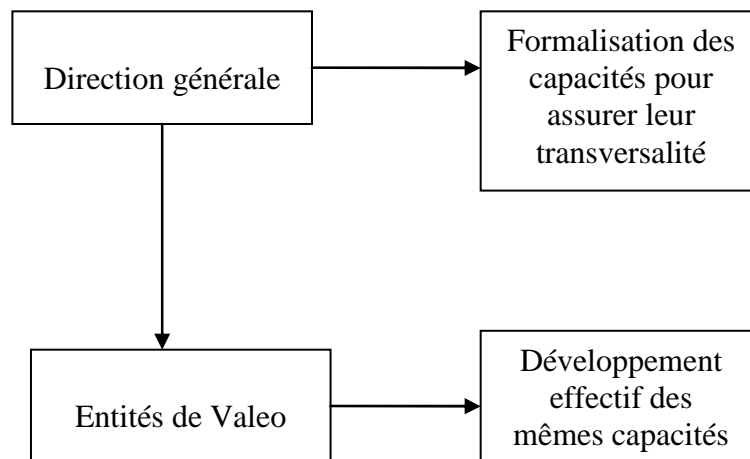 Direction générale
Formalisation des
capacités pour
assurer leur
transversalité
Entités de Valeo
Développement
effectif des
mêmes capacités